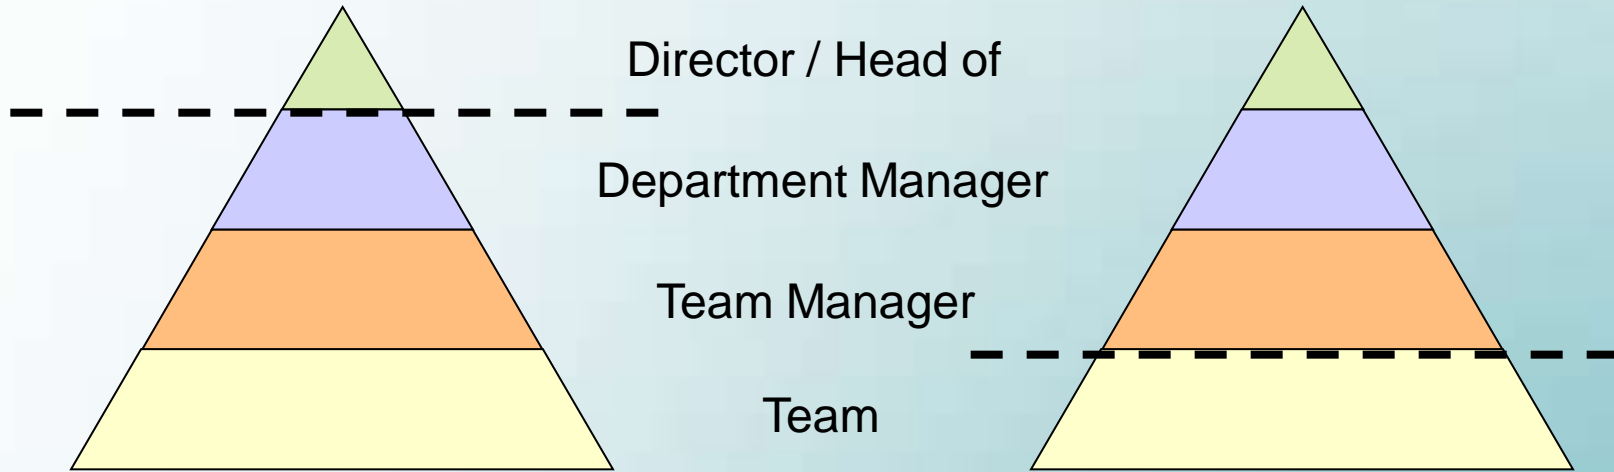 Director / Head of
Department Manager
Team Manager
Team